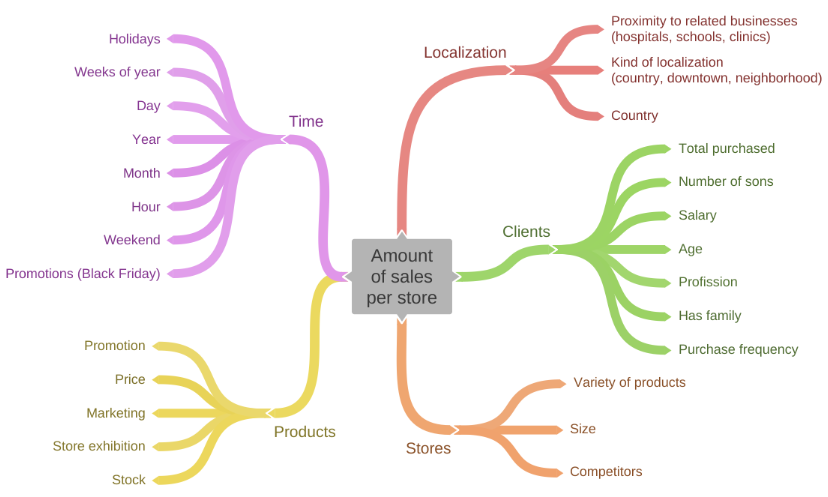 Amount
of sales
per store
Time
Holidays
Weeks of year
Day
Year
Month
Hour
Weekend
Promotions (Black Friday)
Products
Promotion
Price
Marketing
Store exhibition
Stock
Localization
Proximity to related businesses
(hospitals, schools, clinics)
Kind of localization
(country, downtown, neighborhood)
Country
Clients
Total purchased
Number of sons
Salary
Age
Profission
Has family
Purchase frequency
Stores
Variety of products
Size
Competitors